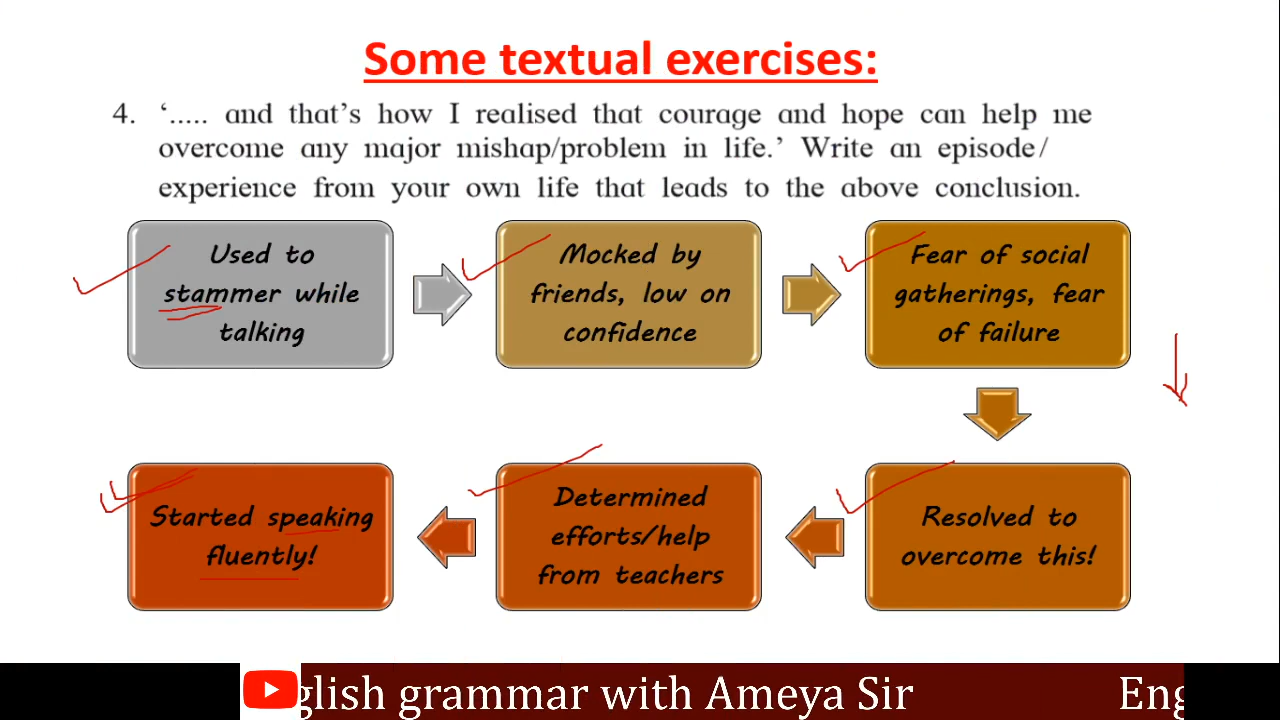 Some textual exercises:
4. ‘..... and that’s how I realised that courage and hope can help me
overcome any major mishap/problem in life.’ Write an episode/
experience from your own life that leads to the above conclusion.
Used to
stammer while
talking
Mocked by
friends, low on
confidence
Fear of social
gatherings, fear
of failure
Resolved to
overcome this!
Determined
efforts/help
from teachers
Started speaking
fluently!
glish grammar with Ameya Sir
Eng